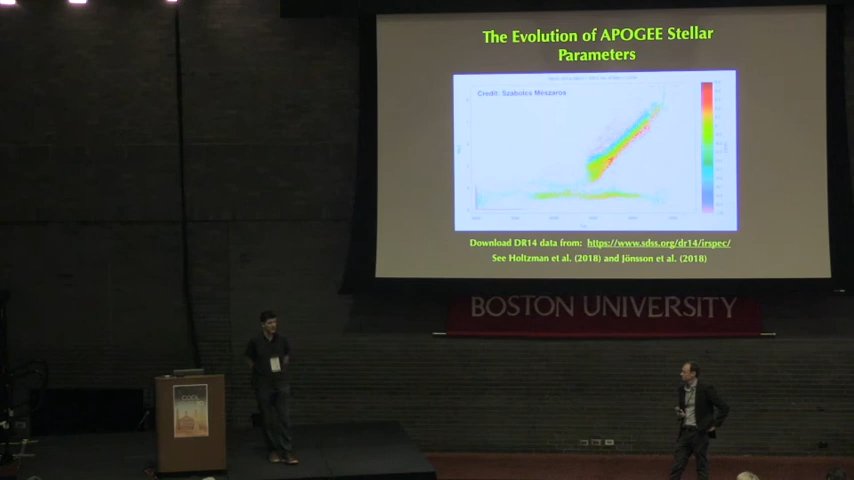 The Evolution of APOGEE Stellar
Parameters
Credit: Szabolcs Meszaros
Download DR14 data from: https://www.sdss.org/dr14/irspec/
See Holtzman et al. (2018) and Jönsson et al. (2018)
BOSTON UNIVERSITY
COOL